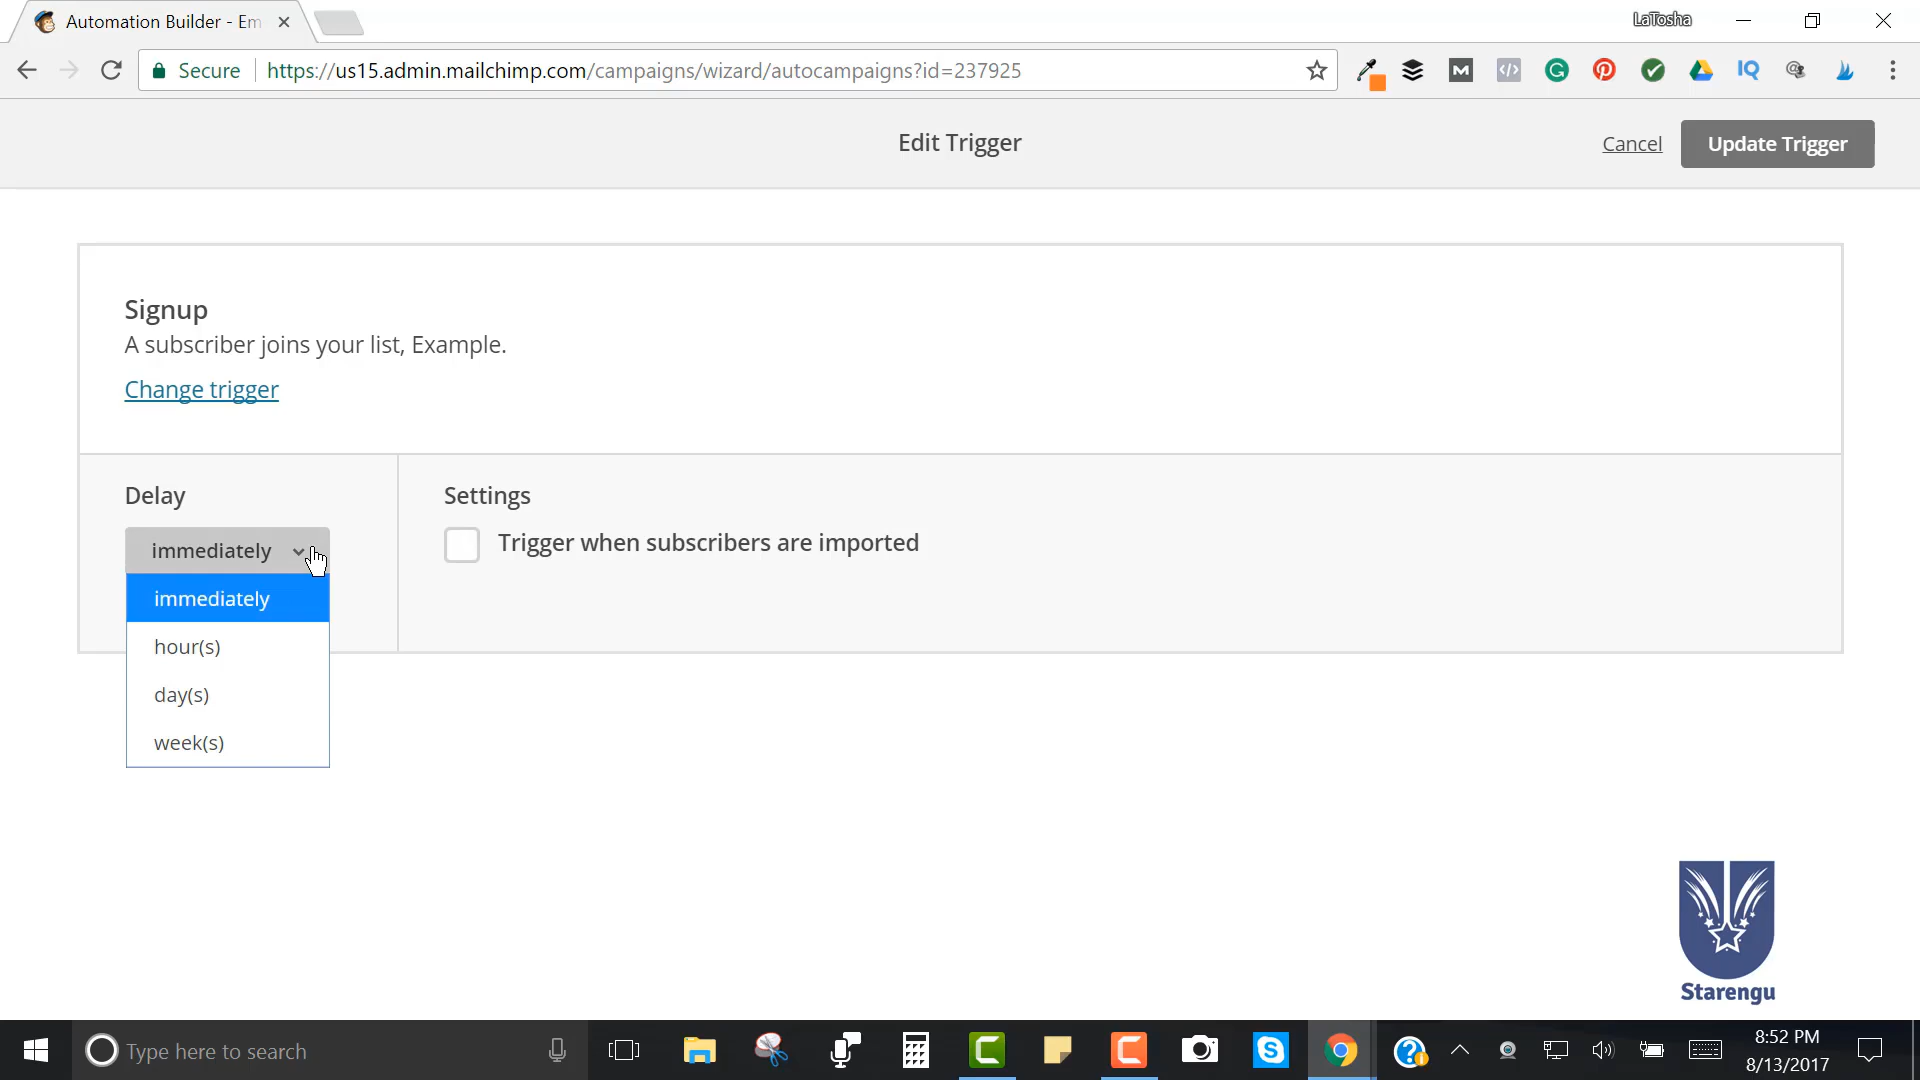 Automation Builder - Em
LaTosha
Secure
https://us15.admin.mailchimp.com/campaigns/wizard/autocampaigns?id=237925
Edit Trigger
Cancel
Update Trigger
Signup
A subscriber joins your list, Example.
Change trigger
Delay
Settings
immediately
Trigger when subscribers are imported
immediately
hour(s)
day(s)
week(s)
Starengu
Type here to search
8:52 PM
8/13/2017